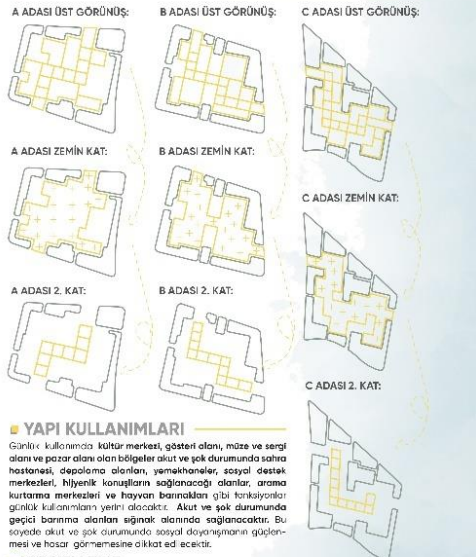 A ADASI ÜST GÖRÜNÜŞ:
B ADASI ÜST GÖRÜNÜŞ:
C ADASI ÜST GÖRÜNÜŞ:
A ADASI ZEMİN KAT:
B ADASI ZEMİN KAT:
C ADASI ZEMİN KAT:
A ADASI 2. KAT:
B ADASI 2. KAT:
C ADASI 2. KAT:
YAPI KULLANIMLARI
Günlük kullanımda kültür merkezi, gösteri alanı, müze ve sergi
alanı ve pazar alanı olan bölgeler akut ve şok durumunda sahra
hastanesi, depolama alanları, yemekhaneler, sosyal destek
merkezleri, hijyenik konuşlların sağlanacağı alanlar, arama
kurtarma merkezleri ve hayvan barınakları gibi fonksiyonlar
günlük kullanımların yerini alacaktır. Akut ve şok durumunda
geçici barınma alanları sığınak alanında sağlanacaktır. Bu
sayede akut ve şok durumunda sosyal dayanışmanın güçlen-
mesi ve hasar görmemesine dikkat edilecektir.